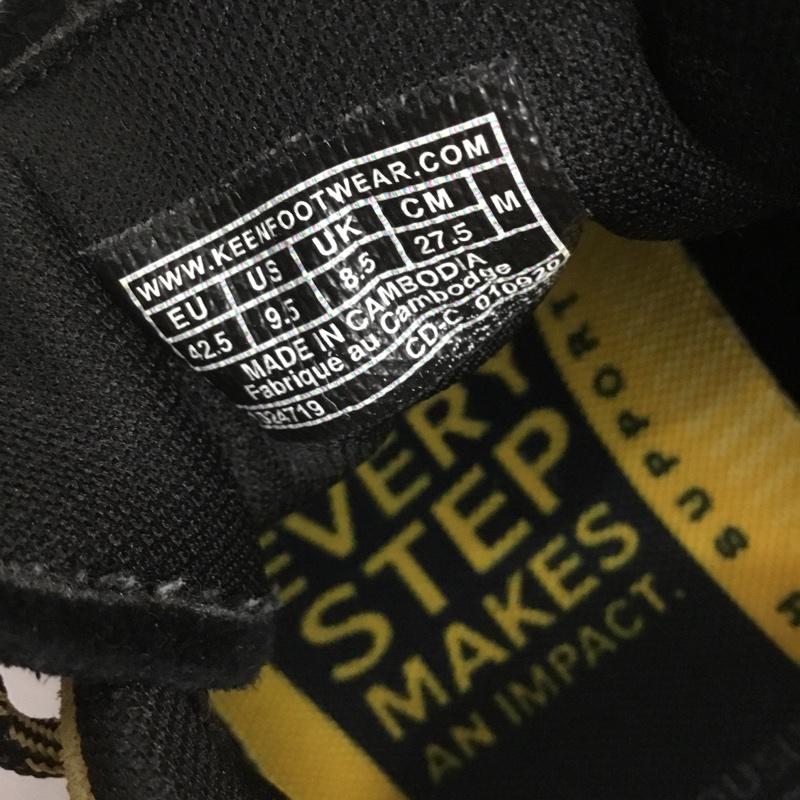 WWW.KEENFOOTWEAR.COM
EU US UK CM M
42.5 9.5 8.5 27.5
MADE IN CAMBODIA
Fabriqué au Cambodge
CD-C 010920
1024719
EVERY
STEP
MAKES
AN IMPACT.
SUPPORT